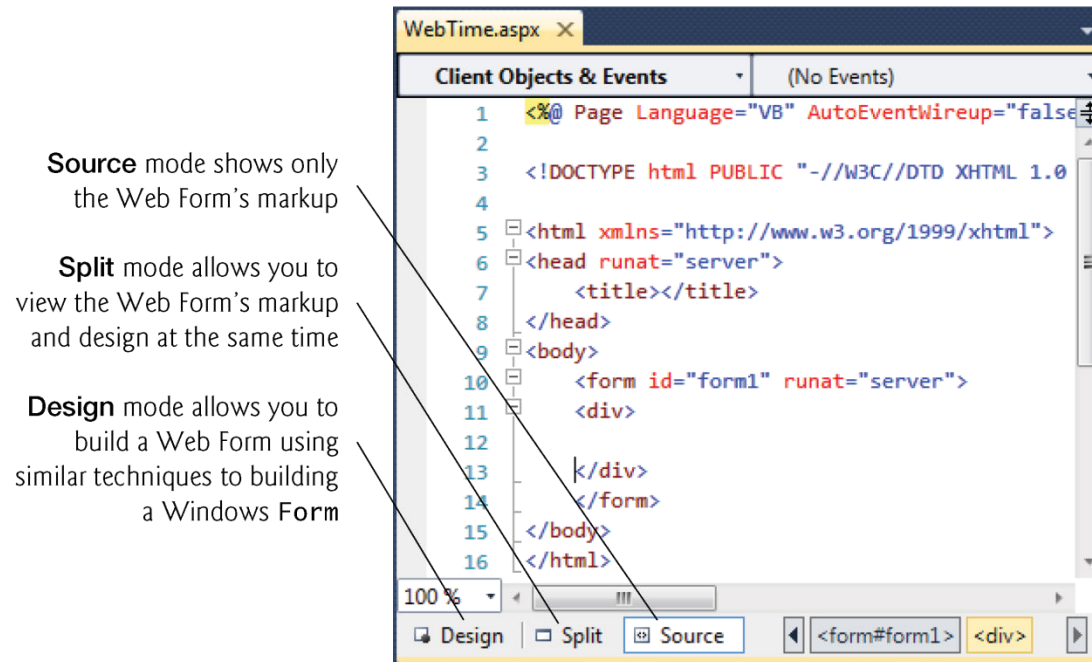 Source mode shows only
the Web Form’s markup
Split mode allows you to
view the Web Form’s markup
and design at the same time
Design mode allows you to
build a Web Form using
similar techniques to building
a Windows Form
WebTime.aspx
Client Objects & Events (No Events)
1 <%@ Page Language="VB" AutoEventWireup="false
2
3 <!DOCTYPE html PUBLIC "-//W3C//DTD XHTML 1.0
4
5 <html xmlns="http://www.w3.org/1999/xhtml">
6 <head runat="server">
7 <title></title>
8 </head>
9 <body>
10 <form id="form1" runat="server">
11 <div>
12
13 </div>
14 </form>
15 </body>
16 </html>
100 %
Design Split Source <form#form1> <div>